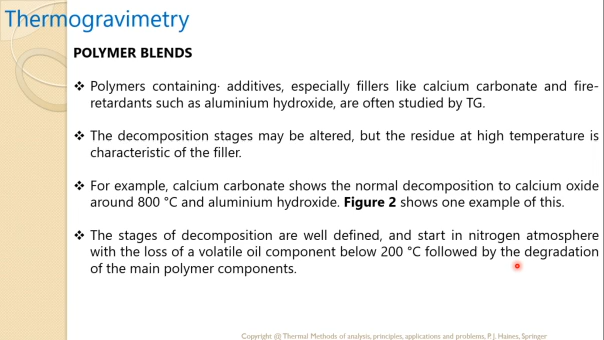 Thermogravimetry
POLYMER BLENDS
❖ Polymers containing· additives, especially fillers like calcium carbonate and fire-
retardants such as aluminium hydroxide, are often studied by TG.
❖ The decomposition stages may be altered, but the residue at high temperature is
characteristic of the filler.
❖ For example, calcium carbonate shows the normal decomposition to calcium oxide
around 800 °C and aluminium hydroxide. Figure 2 shows one example of this.
❖ The stages of decomposition are well defined, and start in nitrogen atmosphere
with the loss of a volatile oil component below 200 °C followed by the degradation
of the main polymer components.
Copyright @ Thermal Methods of analysis, principles, applications and problems, P. J. Haines, Springer